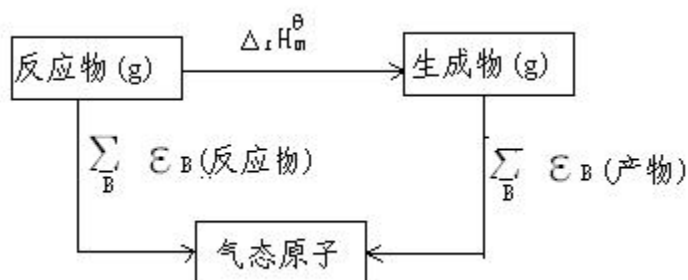 Δ r H m θ
反应物(g)
生成物(g)
∑ B ε B (反应物)
∑ B ε B (产物)
气态原子